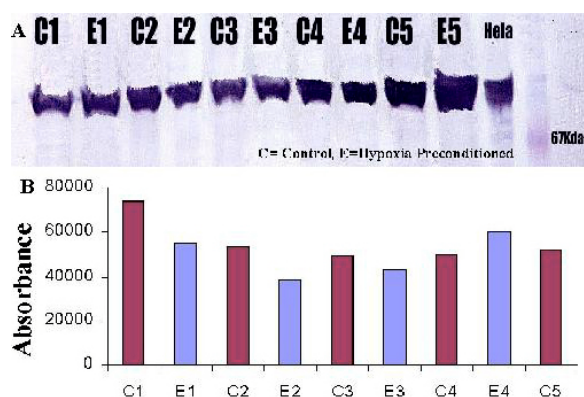 A C1 E1 C2 E2 C3 E3 C4 E4 C5 E5 Hela
67Kda
C= Control, E=Hypoxia Preconditioned
B
Absorbance
80000
60000
40000
20000
0
C1 E1 C2 E2 C3 E3 C4 E4 C5